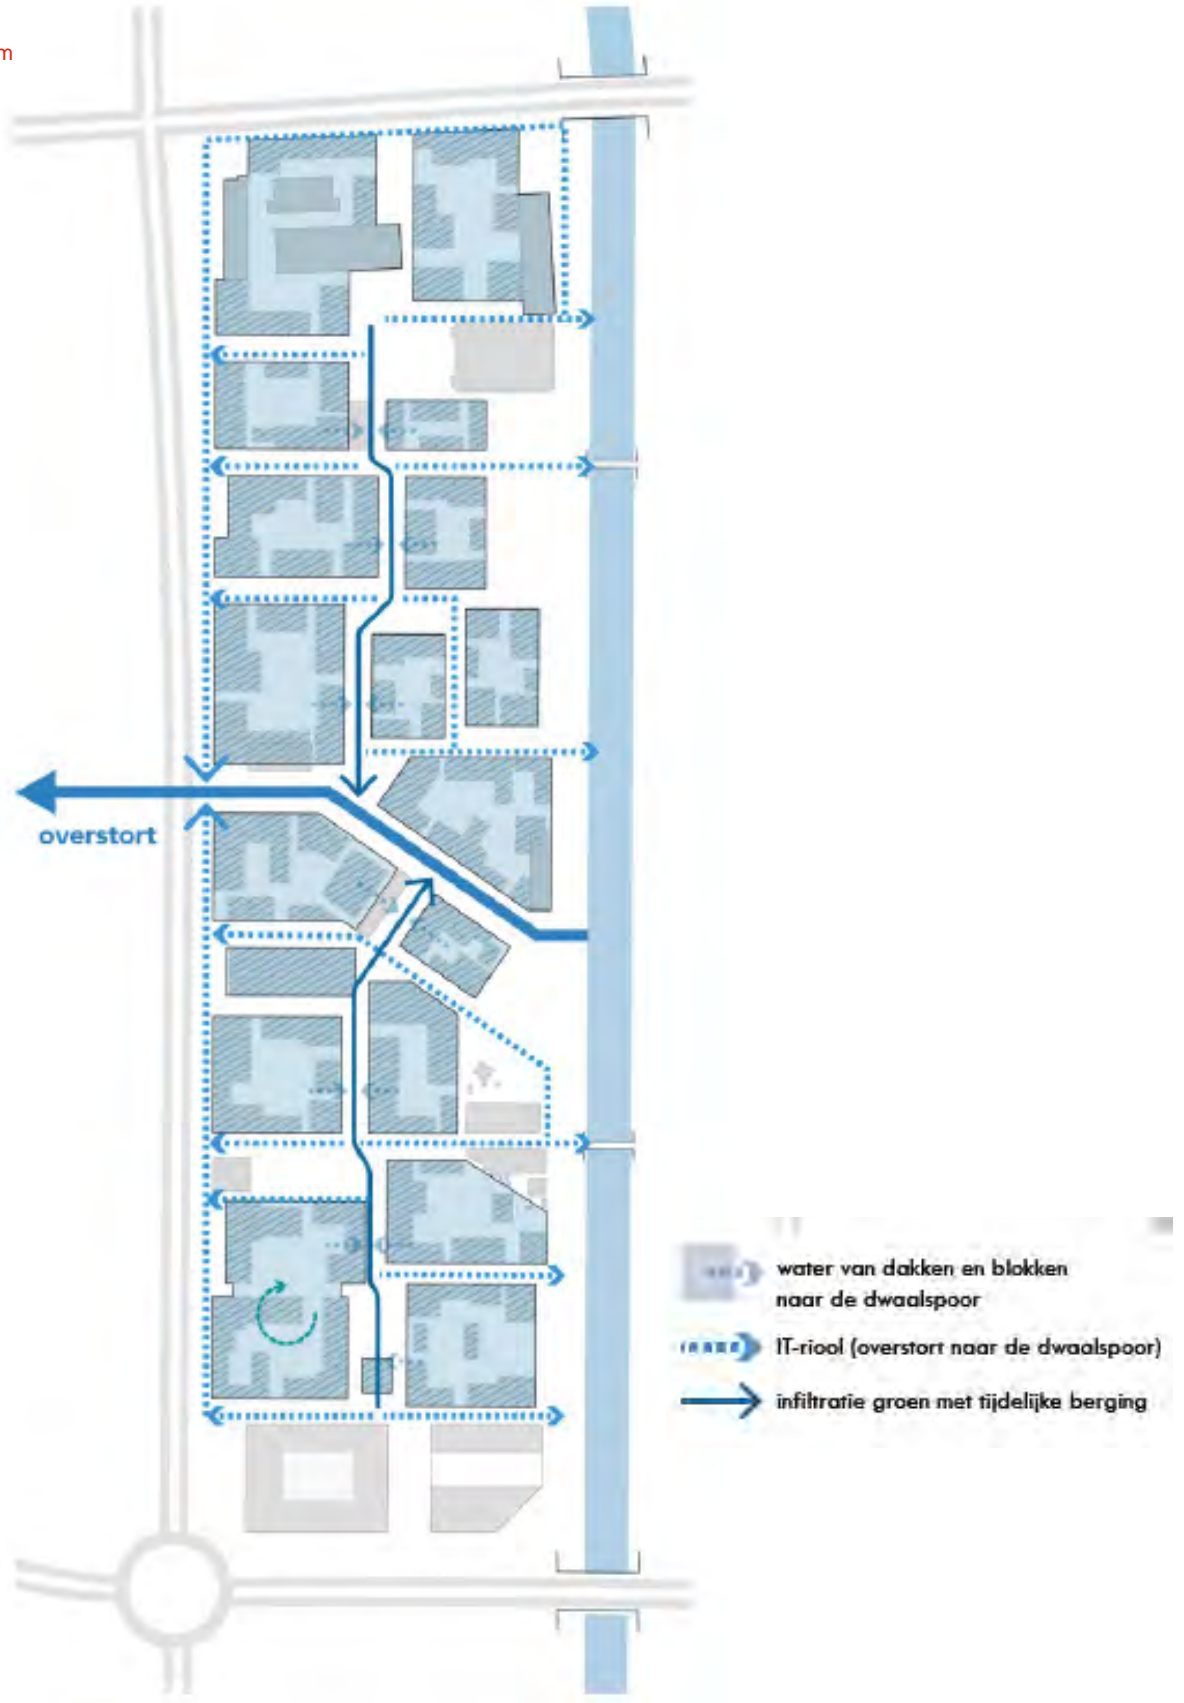 m
overstort
water van dakken en blokken
naar de dwaalspoor
IT-riool (overstort naar de dwaalspoor)
infiltratie groen met tijdelijke berging